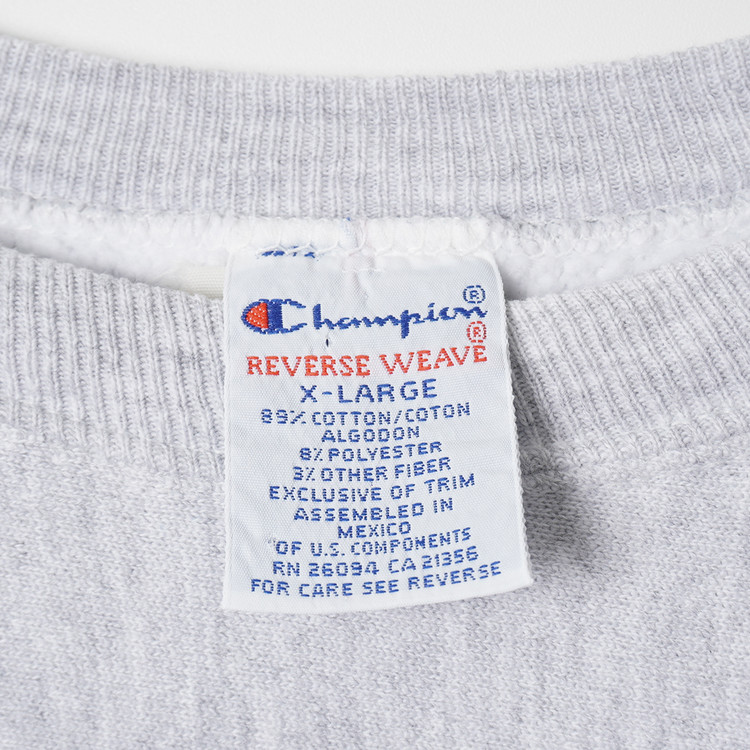 Champion®
REVERSE WEAVE®
X-LARGE
89% COTTON/COTON
ALGODON
8% POLYESTER
3% OTHER FIBER
EXCLUSIVE OF TRIM
ASSEMBLED IN
MEXICO
OF U.S. COMPONENTS
RN 26094 CA 21356
FOR CARE SEE REVERSE